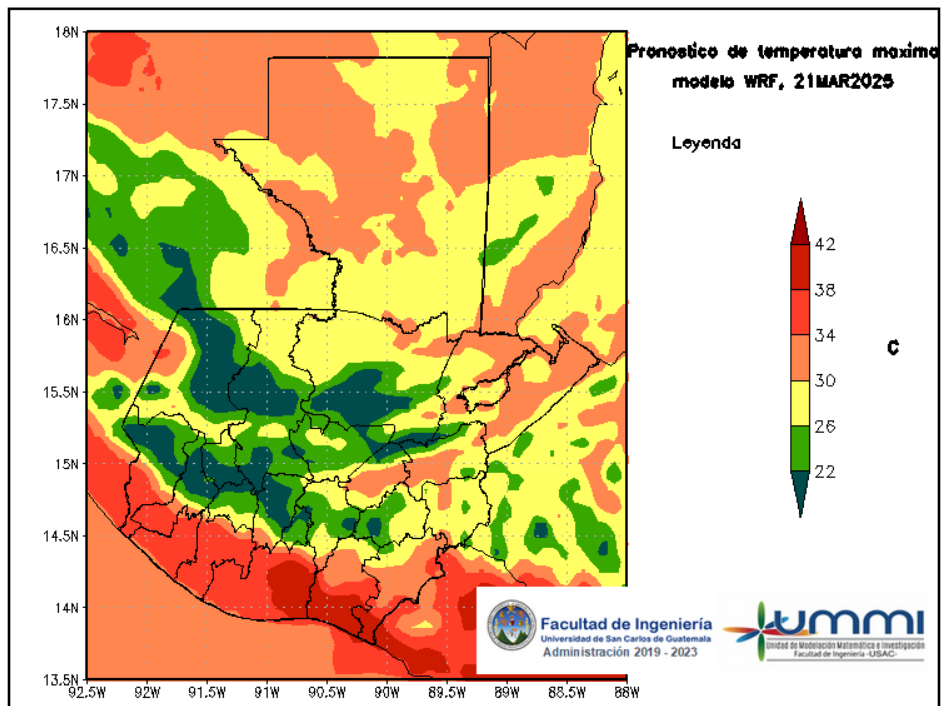 Pronostico de temperatura maxima
modelo WRF, 21MAR2025
Leyenda
42
38
34
30
26
22
C
18N
17.5N
17N
16.5N
16N
15.5N
15N
14.5N
14N
13.5N
92.5W 92W 91.5W 91W 90.5W 90W 89.5W 89W 88.5W 88W
Facultad de Ingeniería
Universidad de San Carlos de Guatemala
Administración 2019 - 2023
UMMI
Unidad de Modelación Matemática e Investigación
Facultad de Ingeniería -USAC-